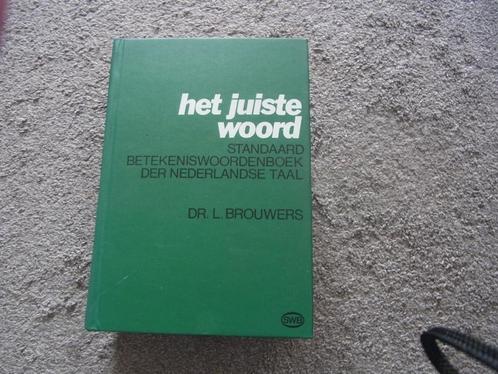 het juiste
woord
STANDAARD
BETEKENISWOORDENBOEK
DER NEDERLANDSE TAAL
DR. L. BROUWERS
SWB